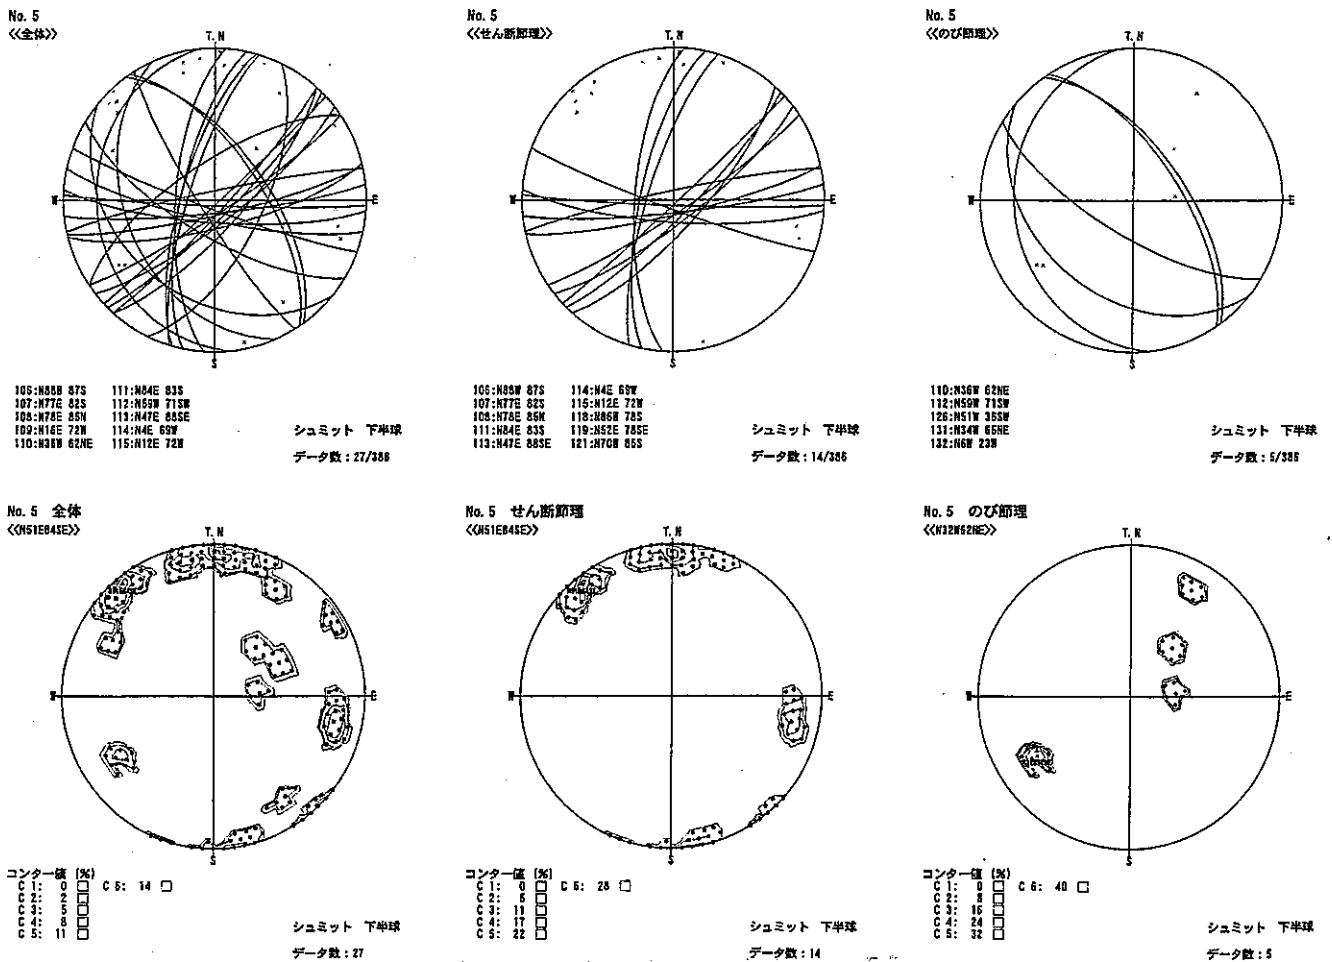 No. 5
≪全体≫
T. N
W
E
S
106:N88W 87S 111:N84E 83S
107:N77E 82S 112:N59W 71SW
108:N78E 85N 113:N47E 88SE
109:N16E 72W 114:N4E 69W
110:N36W 62NE 115:N12E 72W
シュミット 下半球
データ数:27/386
No. 5
≪せん断節理≫
T. N
W
E
S
106:N88W 87S 114:N4E 69W
107:N77E 82S 115:N12E 72W
108:N78E 85N 118:N86W 78S
111:N84E 83S 119:N52E 78SE
113:N47E 88SE 121:N70W 85S
シュミット 下半球
データ数:14/386
No. 5
≪のび節理≫
T. N
W
E
S
110:N36W 62NE
112:N59W 71SW
126:N51W 35SW
131:N34W 65NE
132:N6W 23W
シュミット 下半球
データ数:5/386
No. 5 全体
≪N51E84SE≫
T. N
W
E
S
コンター値 (%)
C 1: 0 □ C 6: 14 □
C 2: 2 □
C 3: 5 □
C 4: 8 □
C 5: 11 □
シュミット 下半球
データ数:27
No. 5 せん断節理
≪N51E84SE≫
T. N
W
E
S
コンター値 (%)
C 1: 0 □ C 6: 28 □
C 2: 6 □
C 3: 11 □
C 4: 17 □
C 5: 22 □
シュミット 下半球
データ数:14
No. 5 のび節理
≪N32W62NE≫
T. N
W
E
S
コンター値 (%)
C 1: 0 □ C 6: 40 □
C 2: 8 □
C 3: 16 □
C 4: 24 □
C 5: 32 □
シュミット 下半球
データ数:5